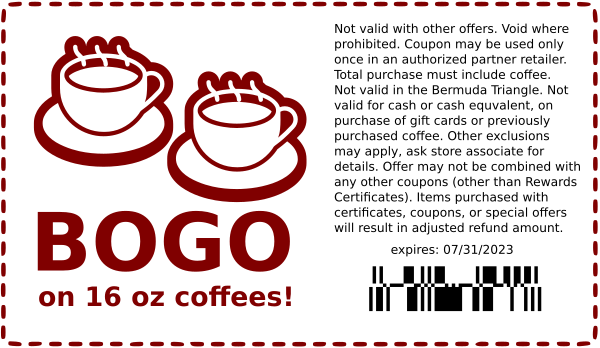 BOGO
on 16 oz coffees!
Not valid with other offers. Void where
prohibited. Coupon may be used only
once in an authorized partner retailer.
Total purchase must include coffee.
Not valid in the Bermuda Triangle. Not
valid for cash or cash equvalent, on
purchase of gift cards or previously
purchased coffee. Other exclusions
may apply, ask store associate for
details. Offer may not be combined with
any other coupons (other than Rewards
Certificates). Items purchased with
certificates, coupons, or special offers
will result in adjusted refund amount.
expires: 07/31/2023